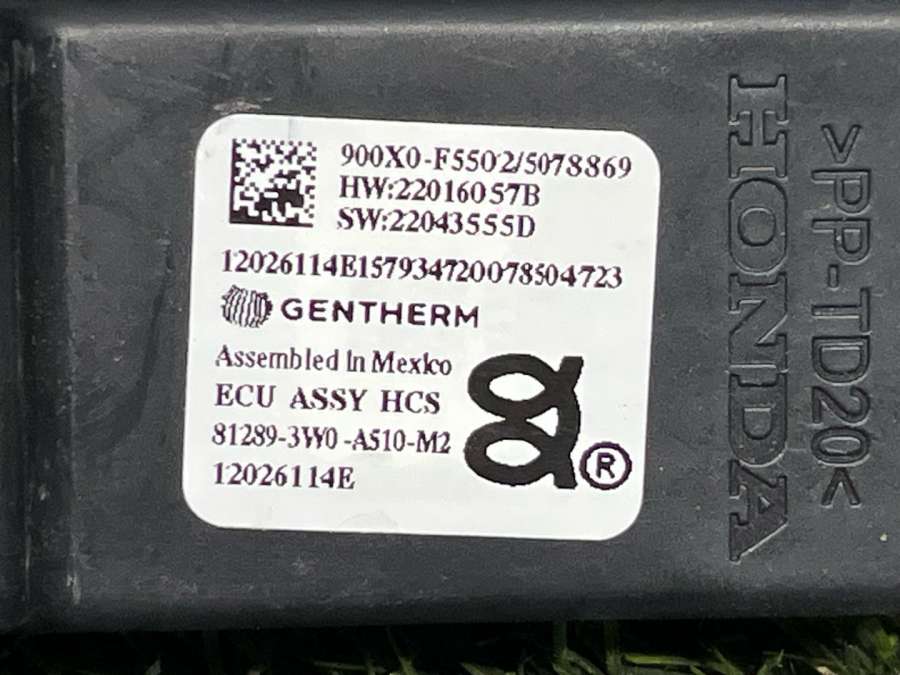 900X0-F5502/5078869
HW:22016057B
SW:22043555D
12026114E157934720078504723
GENTHERM
Assembled In Mexico
ECU ASSY HCS
81289-3W0-A510-M2
12026114E
®
HONDA
>PP-TD20<